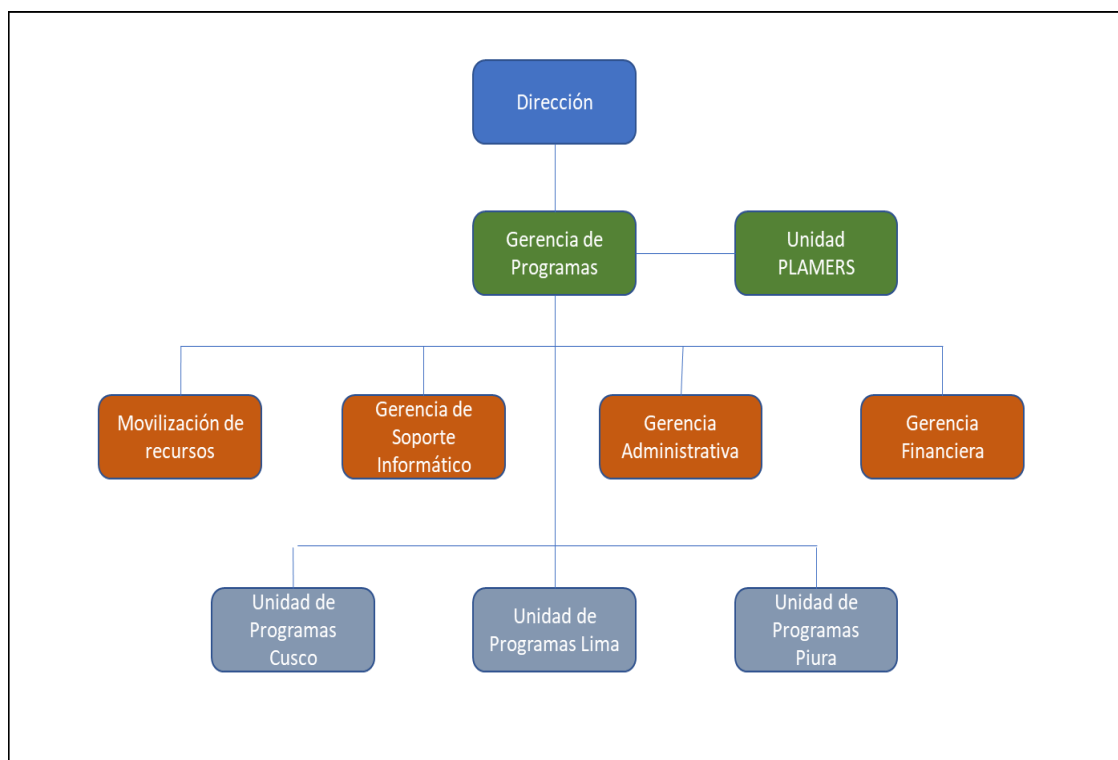 Dirección
Gerencia de
Programas
Unidad
PLAMERS
Movilización de
recursos
Gerencia de
Soporte
Informático
Gerencia
Administrativa
Gerencia
Financiera
Unidad de
Programas
Cusco
Unidad de
Programas Lima
Unidad de
Programas
Piura